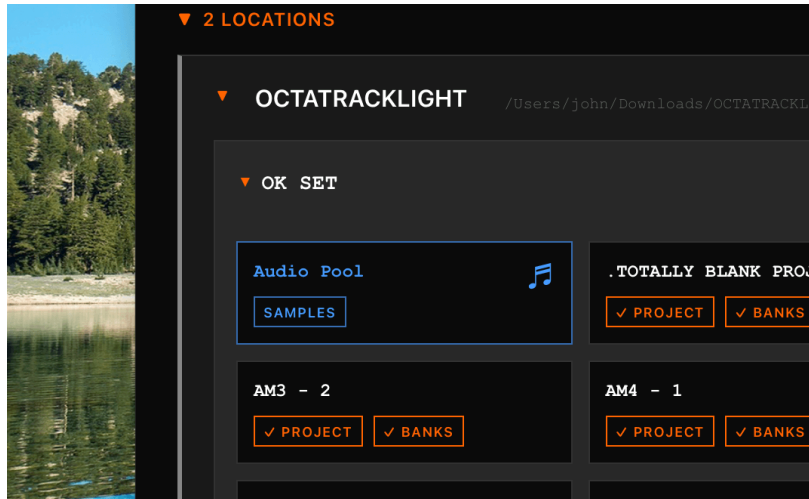 ▼ 2 LOCATIONS
▼ OCTATRACKLIGHT /Users/john/Downloads/OCTATRACKL
▼ OK SET
Audio Pool
SAMPLES
.TOTALLY BLANK PROJ
✓ PROJECT ✓ BANKS
AM3 - 2
✓ PROJECT ✓ BANKS
AM4 - 1
✓ PROJECT ✓ BANKS